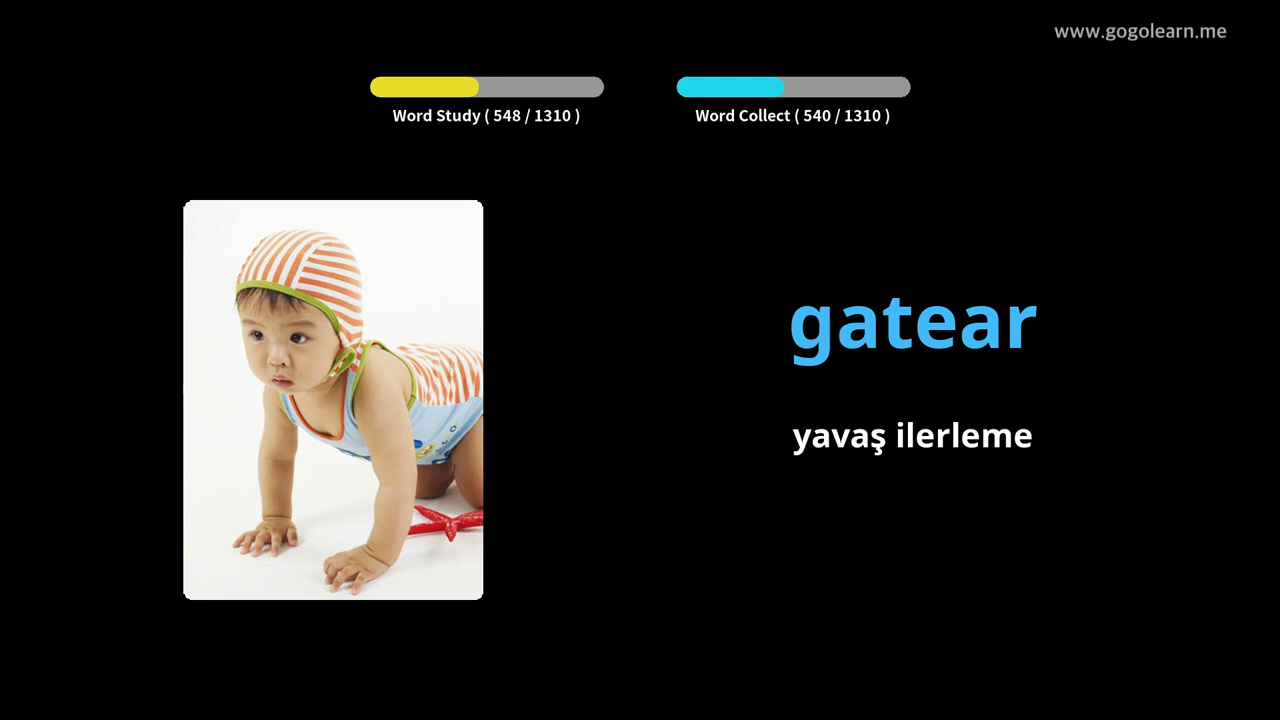 www.gogolearn.me
Word Study ( 548 / 1310 )
Word Collect ( 540 / 1310 )
gatear
yavaş ilerleme